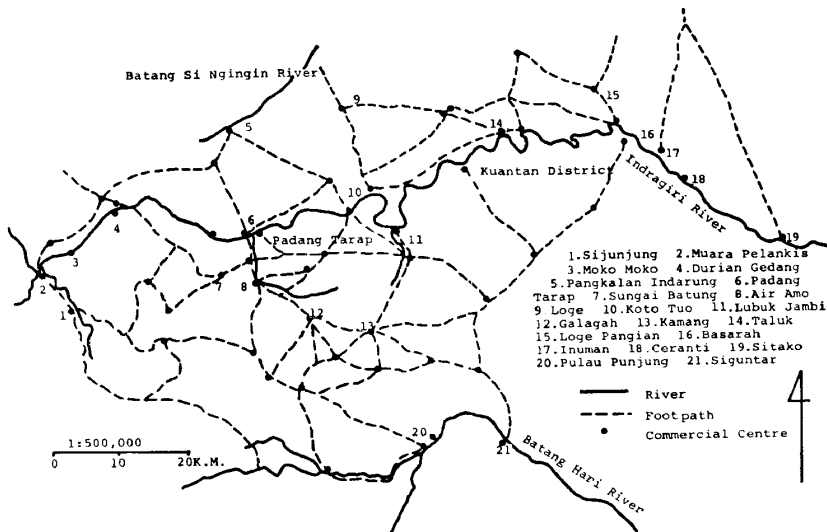 Batang Si Ngingin River
9
15
5
14
16
17
Kuantan District
18
Indragiri River
10
6
4
Padang Tarap
19
11
3
7
8
2
1
12
13
1.Sijunjung 2.Muara Pelankis
3.Moko Moko 4.Durian Gedang
5.Pangkalan Indarung 6.Padang
Tarap 7.Sungai Batung 8.Air Amo
9 Loge 10.Koto Tuo 11.Lubuk Jambi
12.Galagah 13.Kamang 14.Taluk
15.Loge Pangian 16.Basarah
17.Inuman 18.Ceranti 19.Sitako
20.Pulau Punjung 21.Siguntar
River
Footpath
Commercial Centre
20
21
1:500,000
0 10 20K.M.
Batang Hari River